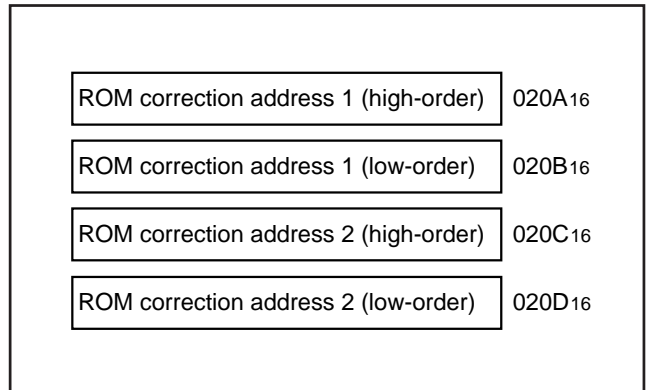 ROM correction address 1 (high-order) 020A16
ROM correction address 1 (low-order) 020B16
ROM correction address 2 (high-order) 020C16
ROM correction address 2 (low-order) 020D16